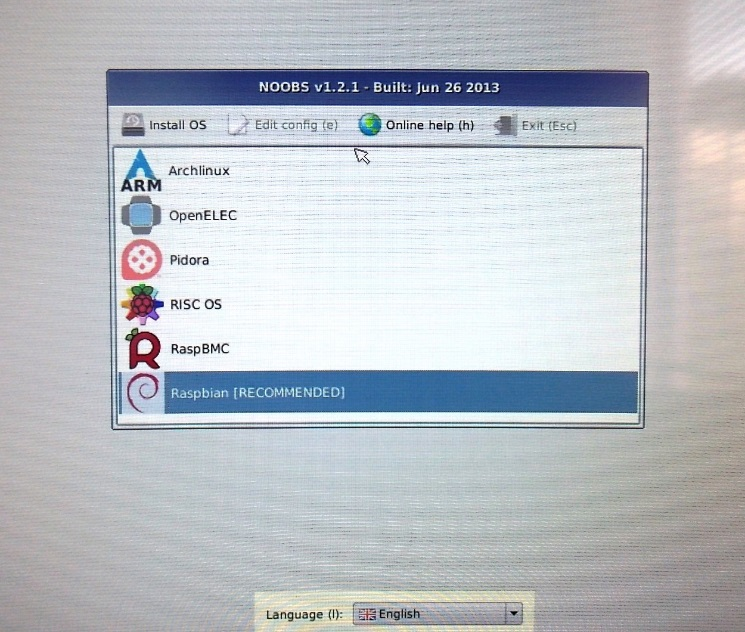 NOOBS v1.2.1 - Built: Jun 26 2013
Install OS Edit config (e) Online help (h) Exit (Esc)
ARM Archlinux
OpenELEC
Pidora
RISC OS
RaspBMC
Raspbian [RECOMMENDED]
Language (l): English